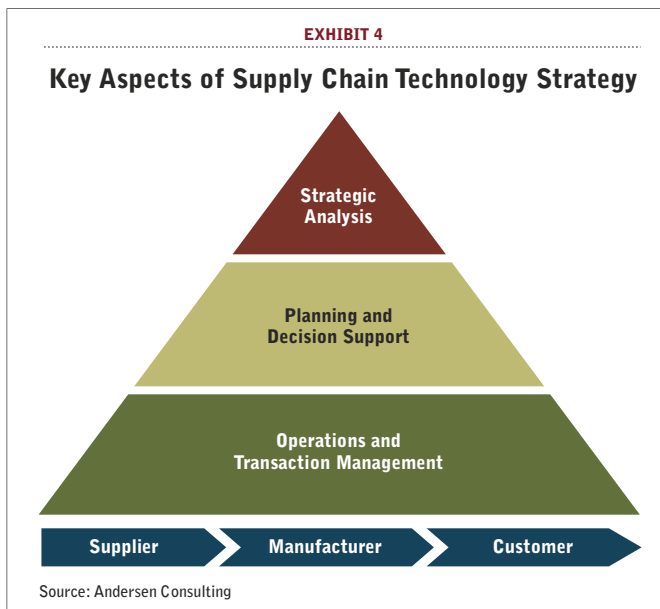 EXHIBIT 4
Key Aspects of Supply Chain Technology Strategy
Strategic
Analysis
Planning and
Decision Support
Operations and
Transaction Management
Supplier Manufacturer Customer
Source: Andersen Consulting